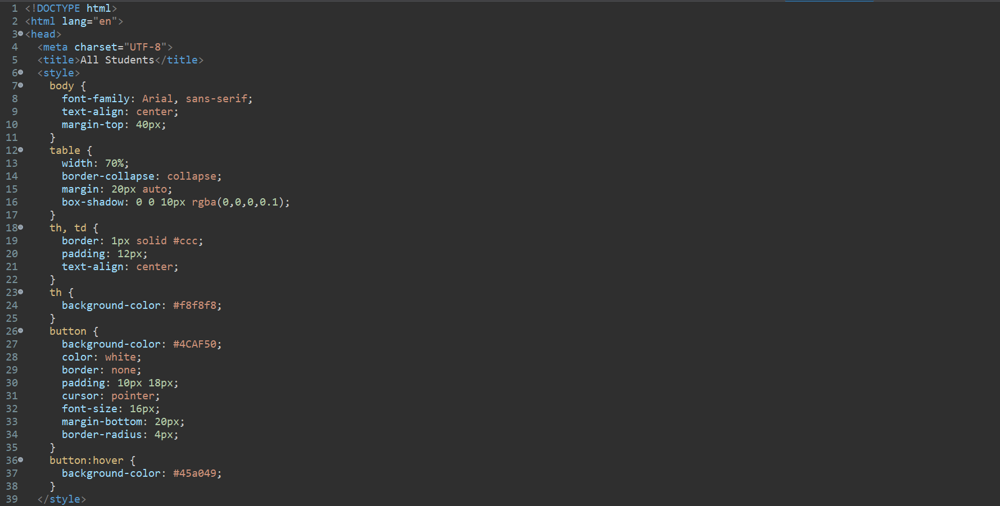 1 <!DOCTYPE html>
2 <html lang="en">
3 <head>
4   <meta charset="UTF-8">
5   <title>All Students</title>
6   <style>
7     body {
8       font-family: Arial, sans-serif;
9       text-align: center;
10       margin-top: 40px;
11     }
12     table {
13       width: 70%;
14       border-collapse: collapse;
15       margin: 20px auto;
16       box-shadow: 0 0 10px rgba(0,0,0,0.1);
17     }
18     th, td {
19       border: 1px solid #ccc;
20       padding: 12px;
21       text-align: center;
22     }
23     th {
24       background-color: #f8f8f8;
25     }
26     button {
27       background-color: #4CAF50;
28       color: white;
29       border: none;
30       padding: 10px 18px;
31       cursor: pointer;
32       font-size: 16px;
33       margin-bottom: 20px;
34       border-radius: 4px;
35     }
36     button:hover {
37       background-color: #45a049;
38     }
39   </style>